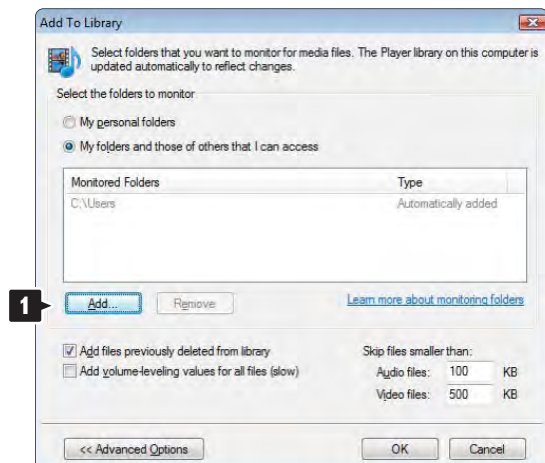 Add To Library
Select folders that you want to monitor for media files. The Player library on this computer is
updated automatically to reflect changes.
Select the folders to monitor
My personal folders
My folders and those of others that I can access
Monitored Folders Type
C:\Users Automatically added
1 Add... Remove Learn more about monitoring folders
Add files previously deleted from library Skip files smaller than:
Add volume-leveling values for all files (slow) Audio files: 100 KB
Video files: 500 KB
<< Advanced Options OK Cancel